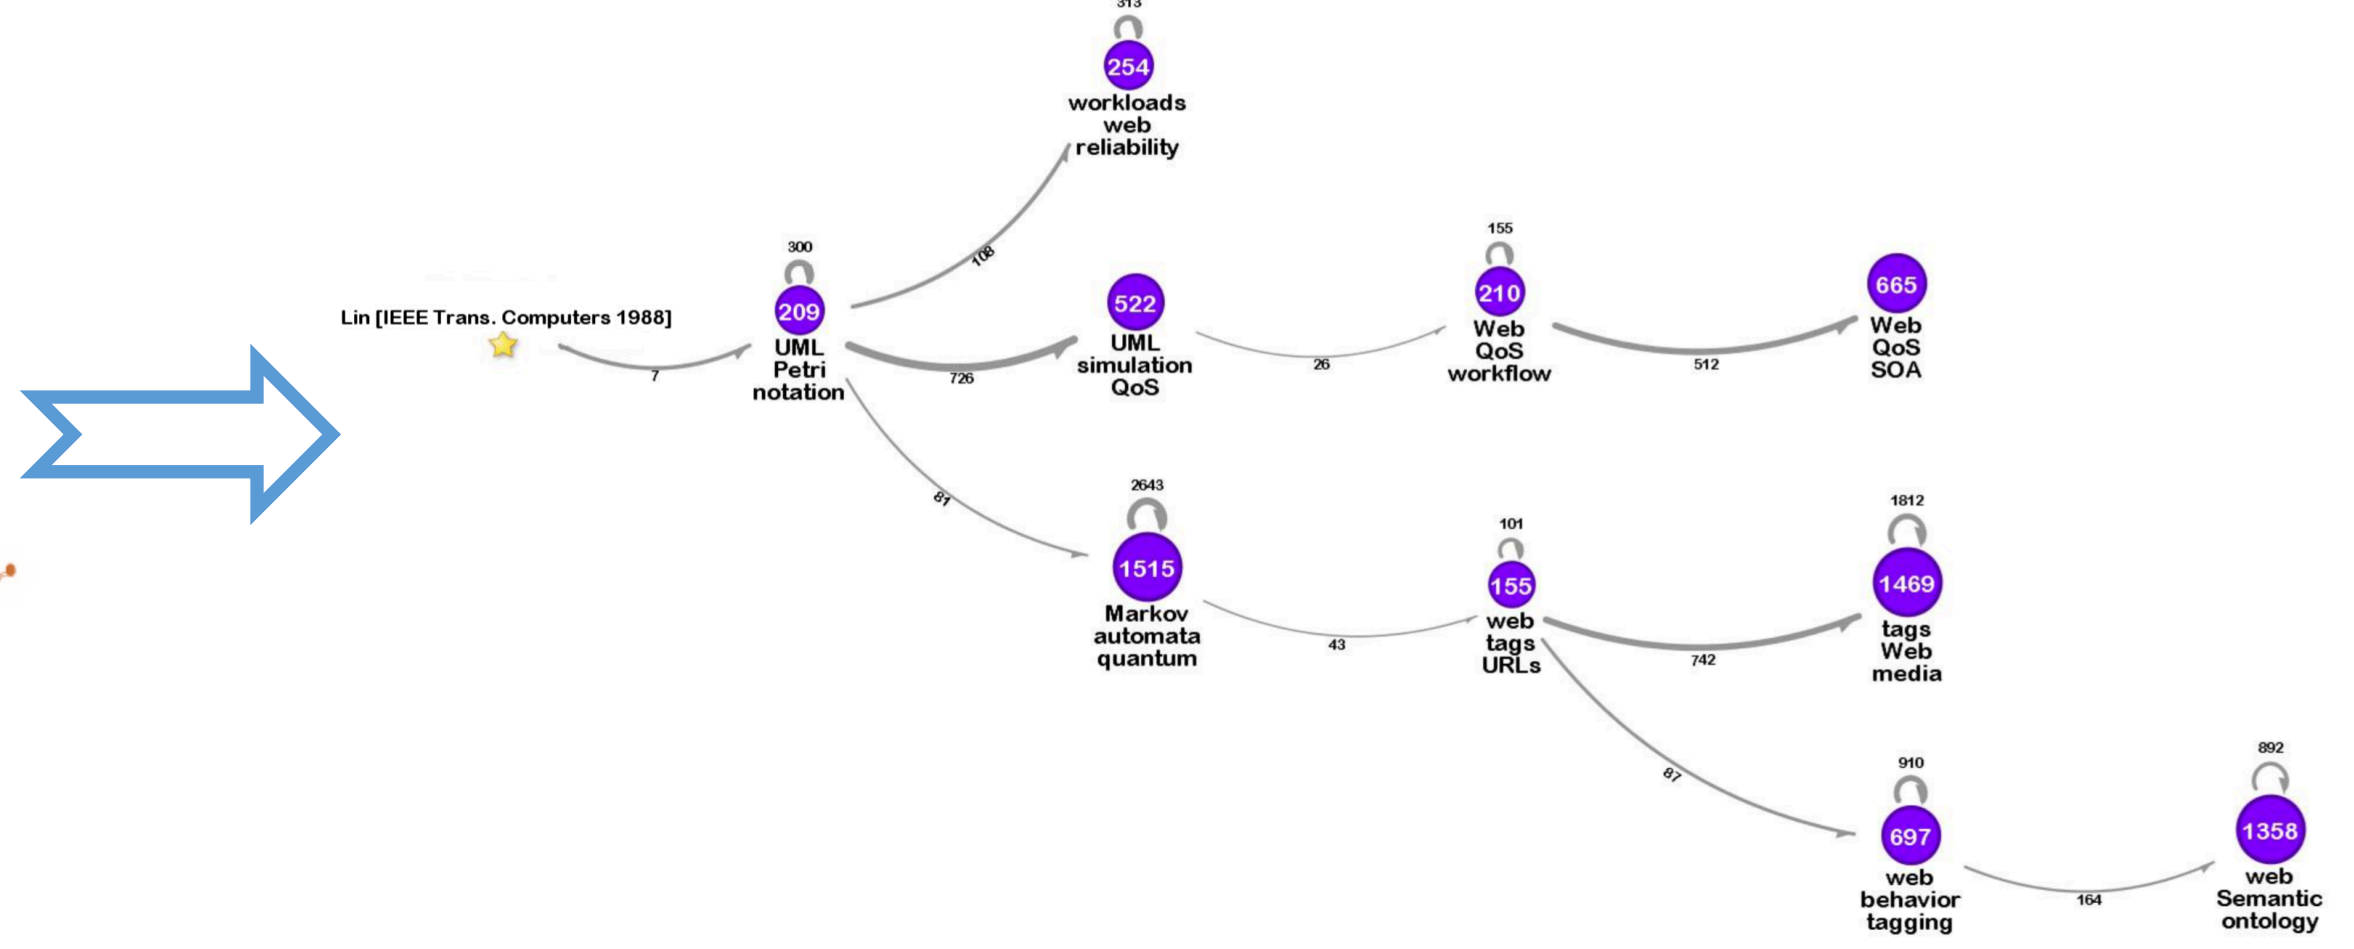 313
254
workloads
web
reliability
108
Lin [IEEE Trans. Computers 1988]
7
300
209
UML
Petri
notation
726
522
UML
simulation
QoS
26
155
210
Web
QoS
workflow
512
665
Web
QoS
SOA
81
2643
1515
Markov
automata
quantum
43
101
155
web
tags
URLs
742
1812
1469
tags
Web
media
87
910
697
web
behavior
tagging
164
892
1358
web
Semantic
ontology